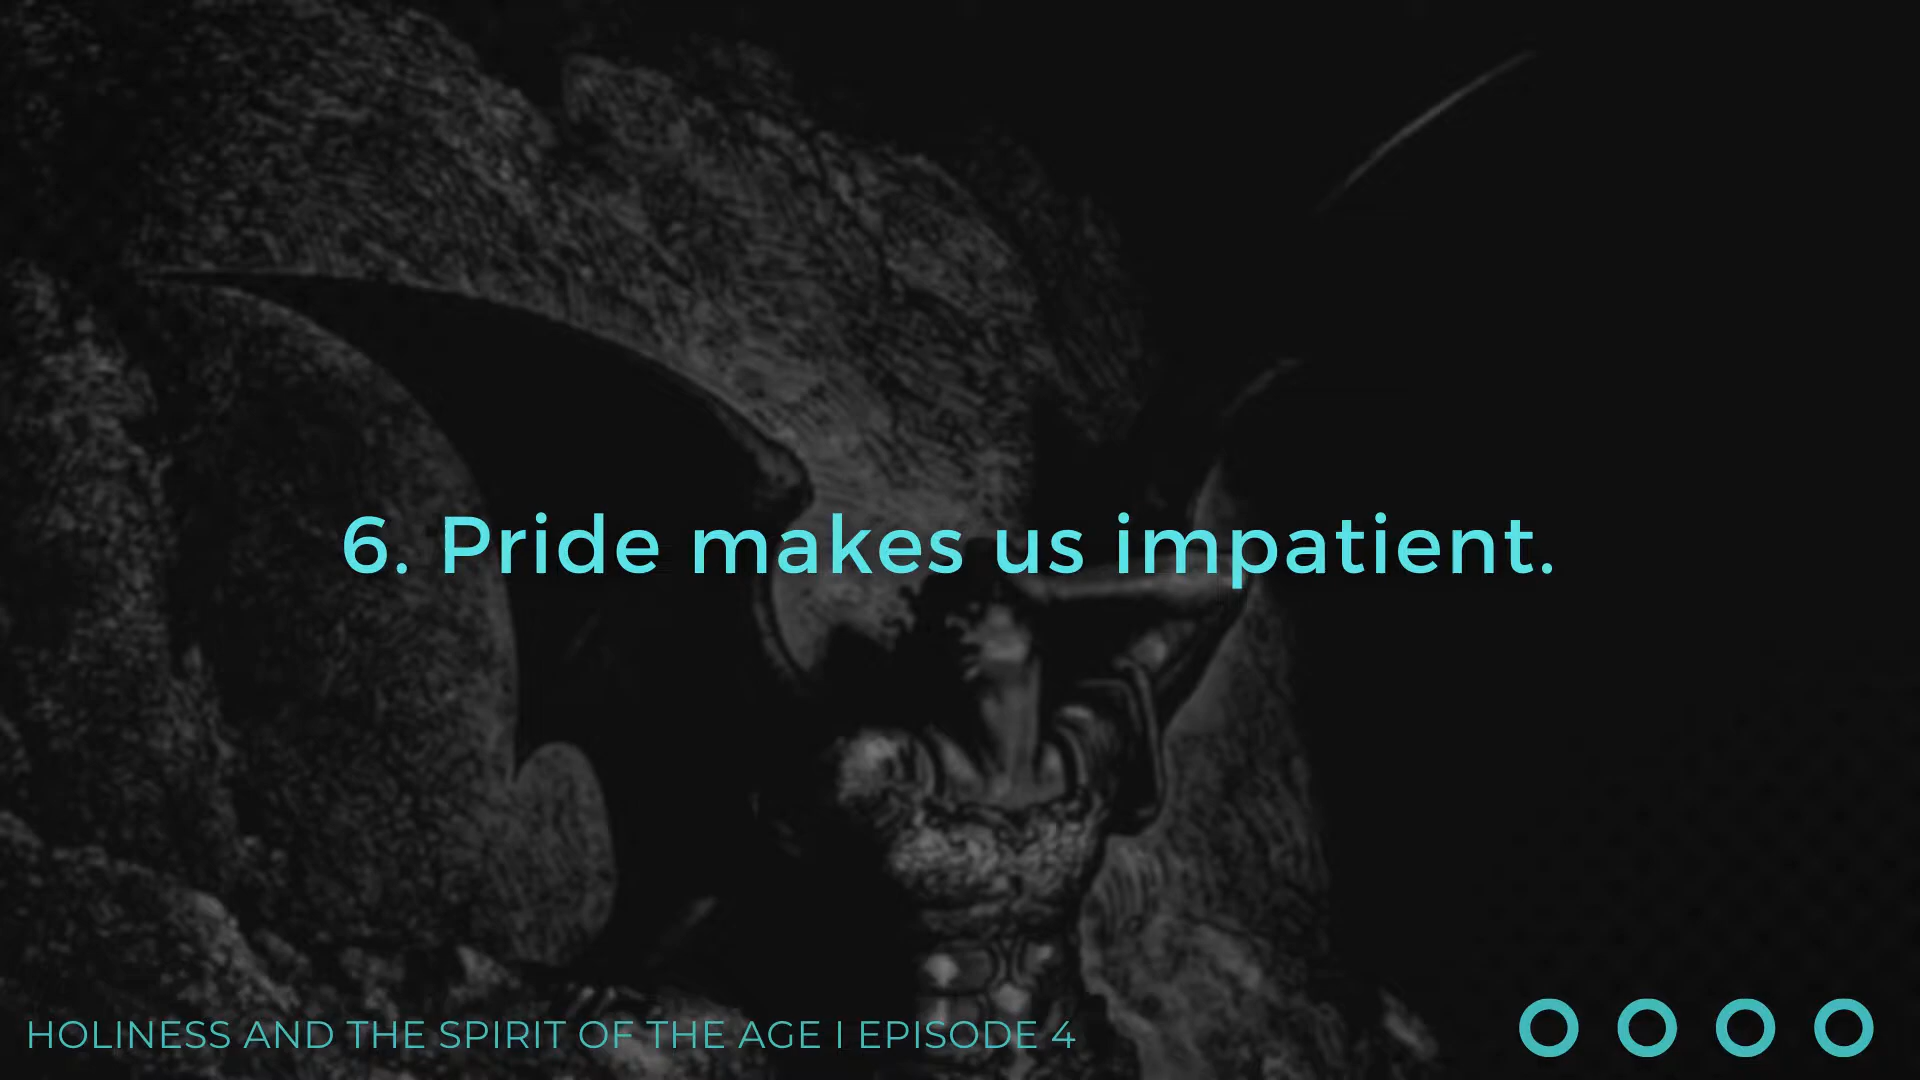 6. Pride makes us impatient.
HOLINESS AND THE SPIRIT OF THE AGE I EPISODE 4